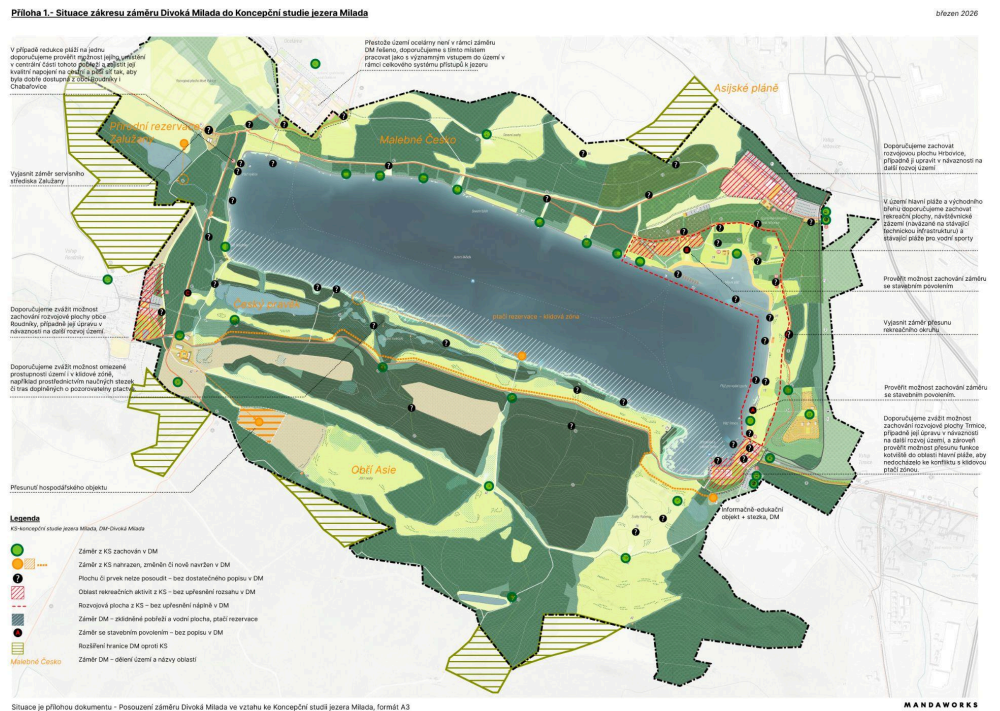 Příloha 1.- Situace zákresu záměru Divoká Milada do Koncepční studie jezera Milada
březen 2026
V případě redukce pláží na jednu
doporučujeme prověřit možnost jejího umístění
v centrální části tohoto pobřeží a zajistit její
kvalitní napojení na cestní a pěší síť tak, aby
byla dobře dostupná z obcí Roudníky i
Chabařovice
Přestože území ocelárny není v rámci záměru
DM řešeno, doporučujeme s tímto místem
pracovat jako s významným vstupem do území v
rámci celkového systému přístupů k jezeru
Asijské pláně
Přírodní rezervace
Zalužany
Malebné Česko
Doporučujeme zachovat
rozvojovou plochu Hrbovice,
případně ji upravit v návaznosti na
další rozvoj území
Vyjasnit záměr servisního
střediska Zalužany
V území hlavní pláže a východního
břehu doporučujeme zachovat
rekreační plochy, návštěvnické
zázemí (navázané na stávající
technickou infrastrukturu) a
stávající pláže pro vodní sporty
Prověřit možnost zachování záměru
se stavebním povolením
ptačí rezervace - klidová zóna
Doporučujeme zvážit možnost
zachování rozvojové plochy obce
Roudníky, případně její úpravu v
návaznosti na další rozvoj území
Vyjasnit záměr přesunu
rekreačního okruhu
Doporučujeme zvážit možnost omezené
prostupnosti území i v klidové zóně,
například prostřednictvím naučných stezek
či tras doplněných o pozorovatelny ptactva
Prověřit možnost zachování záměru
se stavebním povolením.
Doporučujeme zvážit možnost
zachování rozvojové plochy Trmice,
případně její úpravu v návaznosti
na další rozvoj území, a zároveň
prověřit možnost přesunu funkce
kotviliště do oblasti hlavní pláže, aby
nedocházelo ke konfliktu s klidovou
ptačí zónou.
Obří Asie
Přesunutí hospodářského objektu
Informačně-edukační
objekt + stezka, DM
Legenda
KS-koncepční studie jezera Milada, DM-Divoká Milada
Záměr z KS zachován v DM
Záměr z KS nahrazen, změněn či nově navržen v DM
Plochu či prvek nelze posoudit – bez dostatečného popisu v DM
Oblast rekreačních aktivit z KS - bez upřesnění rozsahu v DM
Rozvojová plocha z KS – bez upřesnění náplně v DM
Záměr DM – zklidněné pobřeží a vodní plocha, ptačí rezervace
Záměr se stavebním povolením – bez popisu v DM
Rozšíření hranice DM oproti KS
Malebné Česko Záměr DM – dělení území a názvy oblastí
Situace je přílohou dokumentu - Posouzení záměru Divoká Milada ve vztahu ke Koncepční studii jezera Milada, formát A3
MANDAWORKS